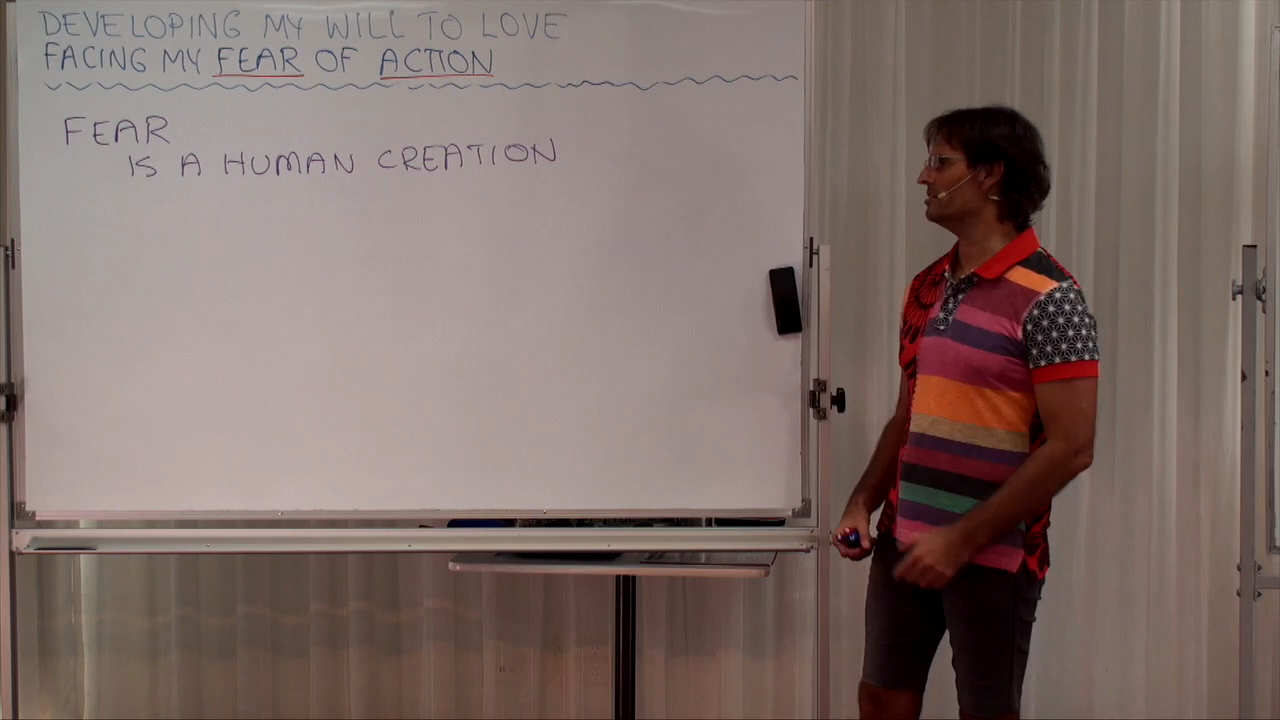 DEVELOPING MY WILL TO LOVE
FACING MY FEAR OF ACTION
FEAR
IS A HUMAN CREATION